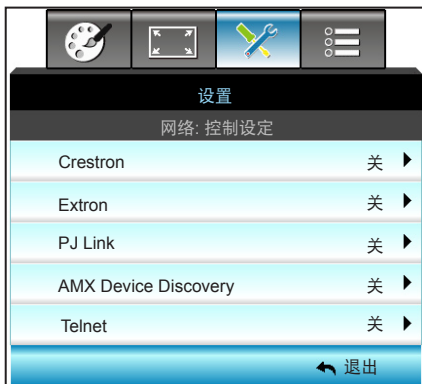 设置
网络: 控制设定
Crestron 关
Extron 关
PJ Link 关
AMX Device Discovery 关
Telnet 关
退出